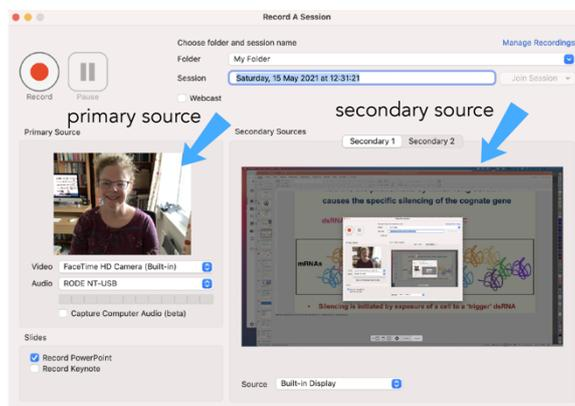 Record A Session
Choose folder and session name
Manage Recordings
Folder
My Folder
Session
Saturday, 15 May 2021 at 12:31:21
Join Session
Record
Pause
Webcast
primary source
secondary source
Primary Source
Secondary Sources
Secondary 1
Secondary 2
causes the specific silencing of the cognate gene
mRNAs
• Silencing is initiated by exposure of a cell to a 'trigger' dsRNA
Video
FaceTime HD Camera (Built-in)
Audio
RODE NT-USB
Capture Computer Audio (beta)
Slides
Record PowerPoint
Record Keynote
Source
Built-in Display